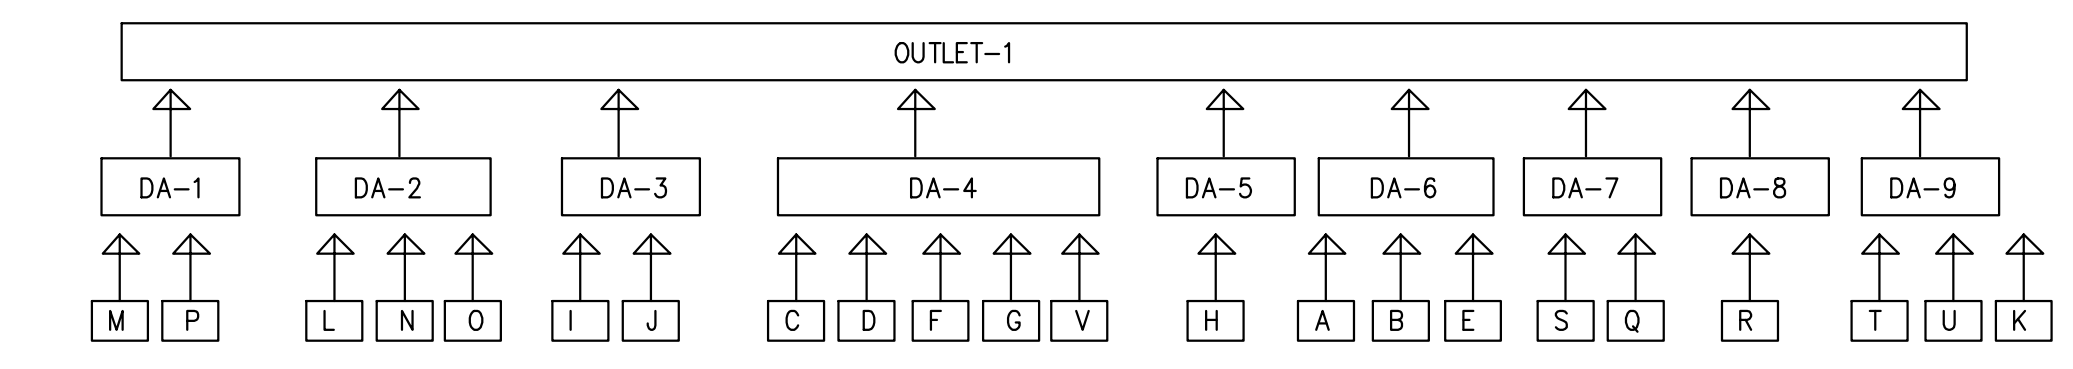 OUTLET-1
DA-1 DA-2 DA-3 DA-4 DA-5 DA-6 DA-7 DA-8 DA-9
M P L N O I J C D F G V H A B E S Q R T U K